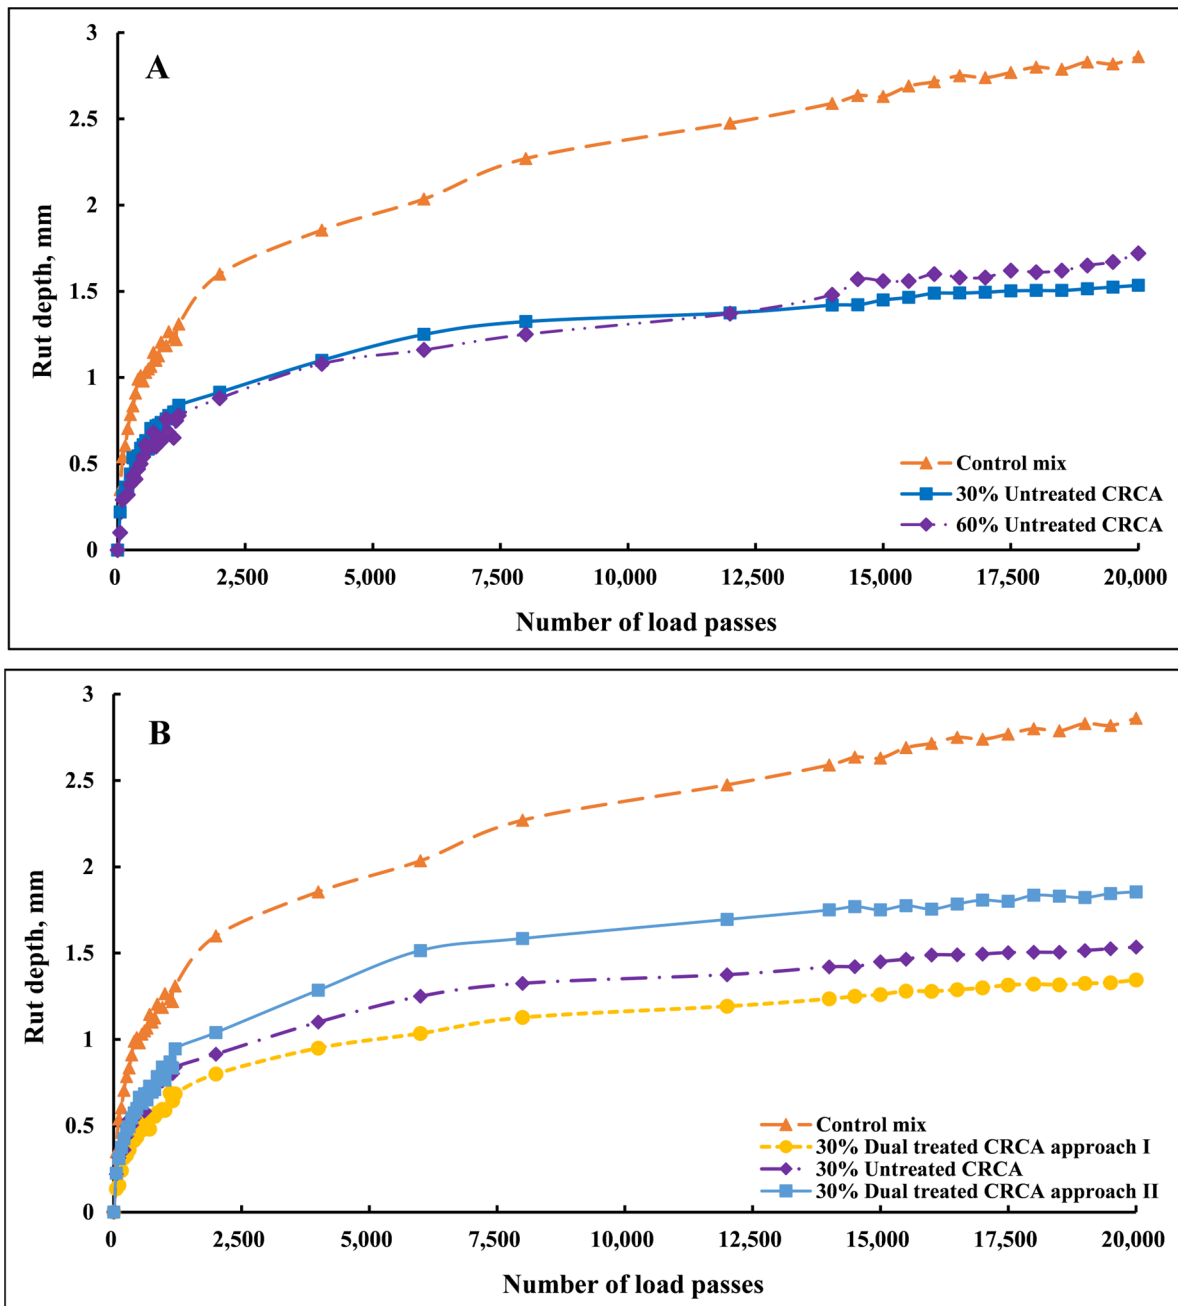 A
3
2.5
2
1.5
1
0.5
0
Rut depth, mm
Control mix
30% Untreated CRCA
60% Untreated CRCA
0 2,500 5,000 7,500 10,000 12,500 15,000 17,500 20,000
Number of load passes
B
3
2.5
2
1.5
1
0.5
0
Rut depth, mm
Control mix
30% Dual treated CRCA approach I
30% Untreated CRCA
30% Dual treated CRCA approach II
0 2,500 5,000 7,500 10,000 12,500 15,000 17,500 20,000
Number of load passes